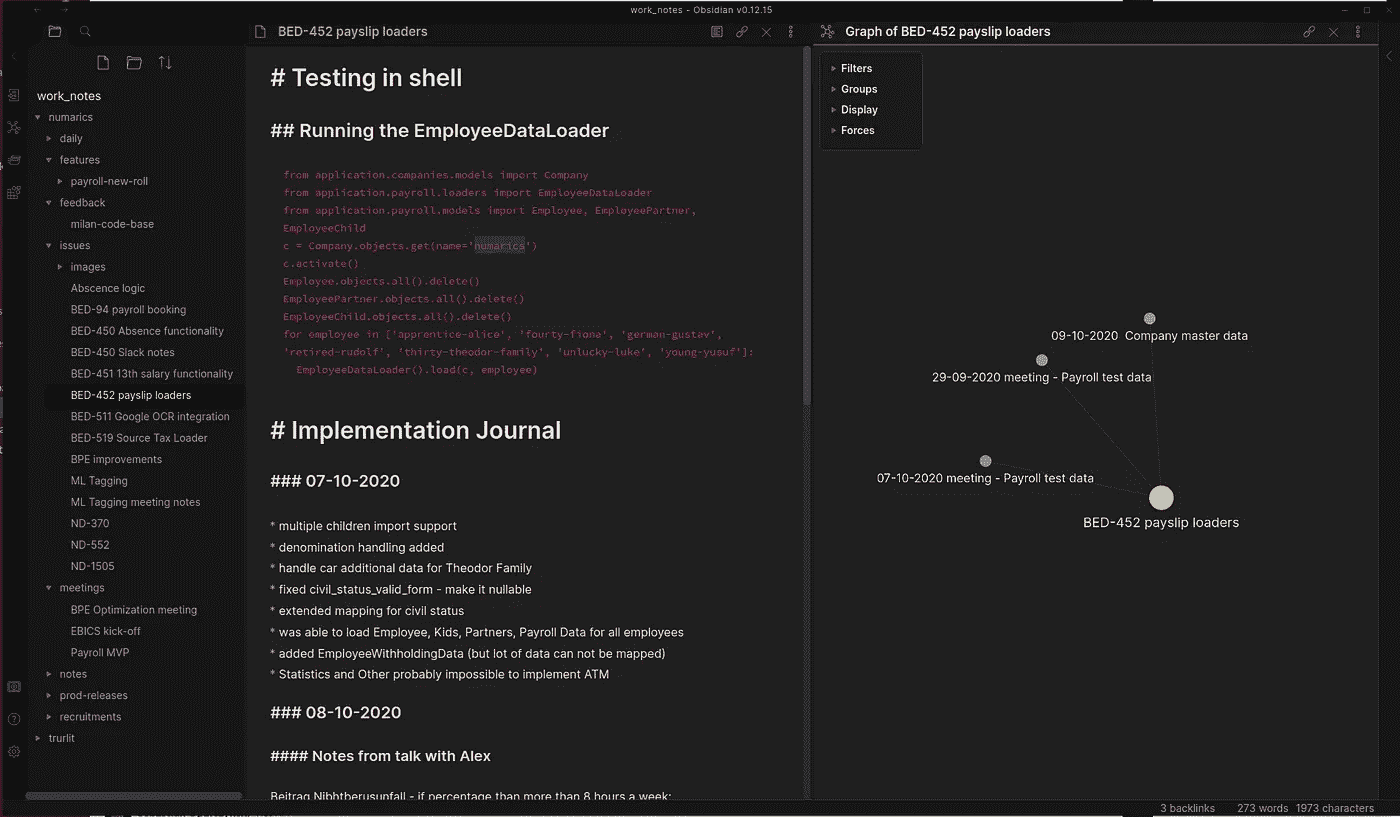 work_notes - Obsidian v0.12.15
BED-452 payslip loaders
Graph of BED-452 payslip loaders
work_notes
numarics
daily
features
payroll-new-roll
feedback
milan-code-base
issues
images
Abscence logic
BED-94 payroll booking
BED-450 Absence functionality
BED-450 Slack notes
BED-451 13th salary functionality
BED-452 payslip loaders
BED-511 Google OCR integration
BED-519 Source Tax Loader
BPE improvements
ML Tagging
ML Tagging meeting notes
ND-370
ND-552
ND-1505
meetings
BPE Optimization meeting
EBICS kick-off
Payroll MVP
notes
prod-releases
recruitments
trurlit
# Testing in shell
## Running the EmployeeDataLoader
from application.companies.models import Company
from application.payroll.loaders import EmployeeDataLoader
from application.payroll.models import Employee, EmployeePartner,
EmployeeChild
c = Company.objects.get(name='numarics')
c.activate()
Employee.objects.all().delete()
EmployeePartner.objects.all().delete()
EmployeeChild.objects.all().delete()
for employee in ['apprentice-alice', 'fourty-fiona', 'german-gustav',
'retired-rudolf', 'thirty-theodor-family', 'unlucky-luke', 'young-yusuf']:
EmployeeDataLoader().load(c, employee)
# Implementation Journal
### 07-10-2020
* multiple children import support
* denomination handling added
* handle car additional data for Theodor Family
* fixed civil_status_valid_form - make it nullable
* extended mapping for civil status
* was able to load Employee, Kids, Partners, Payroll Data for all employees
* added EmployeeWithholdingData (but lot of data can not be mapped)
* Statistics and Other probably impossible to implement ATM
### 08-10-2020
#### Notes from talk with Alex
Beitrag Nibhtberusunfall - if percentage than more than 8 hours a week:
Filters
Groups
Display
Forces
09-10-2020 Company master data
29-09-2020 meeting - Payroll test data
07-10-2020 meeting - Payroll test data
BED-452 payslip loaders
3 backlinks 273 words 1973 characters